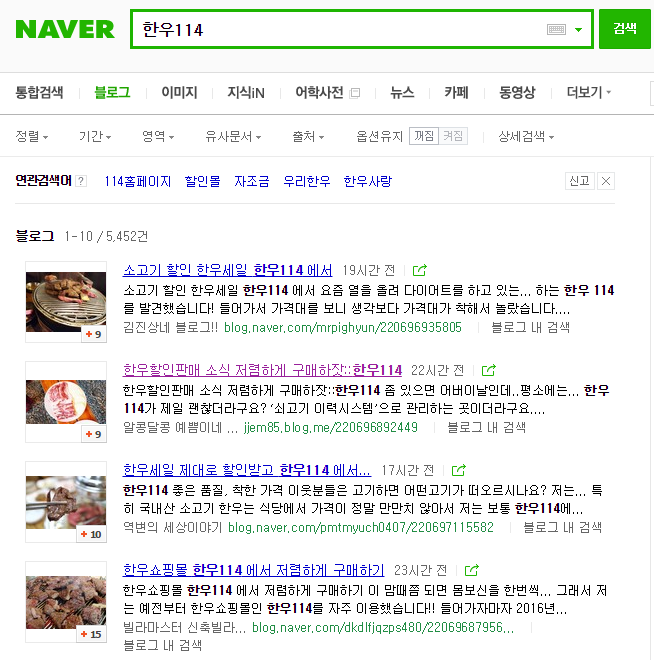 NAVER 한우114 검색
통합검색 블로그 이미지 지식iN 어학사전 뉴스 카페 동영상 더보기
정렬 기간 영역 유사문서 출처 옵션유지 꺼짐 켜짐 상세검색
연관검색어 ? 114홈페이지 할인몰 자조금 우리한우 한우사랑 신고
블로그 1-10 / 5,452건
소고기 할인 한우세일 한우114 에서 19시간 전
소고기 할인 한우세일 한우114 에서 요즘 열을 올려 다이어트를 하고 있는... 하는 한우 114
를 발견했습니다! 들어가서 가격대를 보니 생각보다 가격대가 착해서 놀랐습니다....
+ 9
김진상네 블로그!! blog.naver.com/mrpighyun/220696935805 블로그 내 검색
한우할인판매 소식 저렴하게 구매하잣::한우114 22시간 전
한우할인판매 소식 저렴하게 구매하잣::한우114 좀 있으면 어버이날인데..평소에는... 한우
114가 제일 괜찮더라구요? ‘쇠고기 이력시스템’으로 관리하는 곳이더라구요....
+ 9
알콩달콩 예쁨이네 ... jjem85.blog.me/220696892449 블로그 내 검색
한우세일 제대로 할인받고 한우114 에서... 17시간 전
한우114 좋은 품질, 착한 가격 이웃분들은 고기하면 어떤고기가 떠오르시나요? 저는... 특
히 국내산 소고기 한우는 식당에서 가격이 정말 만만치 않아서 저는 보통 한우114에...
+ 10
역변의 세상이야기 blog.naver.com/pmtmyuch0407/220697115582 블로그 내 검색
한우쇼핑몰 한우114 에서 저렴하게 구매하기 23시간 전
한우쇼핑몰 한우114 에서 저렴하게 구매하기 이 맘때쯤 되면 몸보신을 한번씩... 그래서 저
는 예전부터 한우쇼핑몰인 한우114를 자주 이용했습니다!! 들어가자마자 2016년...
+ 15
빌라마스터 신축빌라... blog.naver.com/dkdlfjqzps480/22069687956...
블로그 내 검색